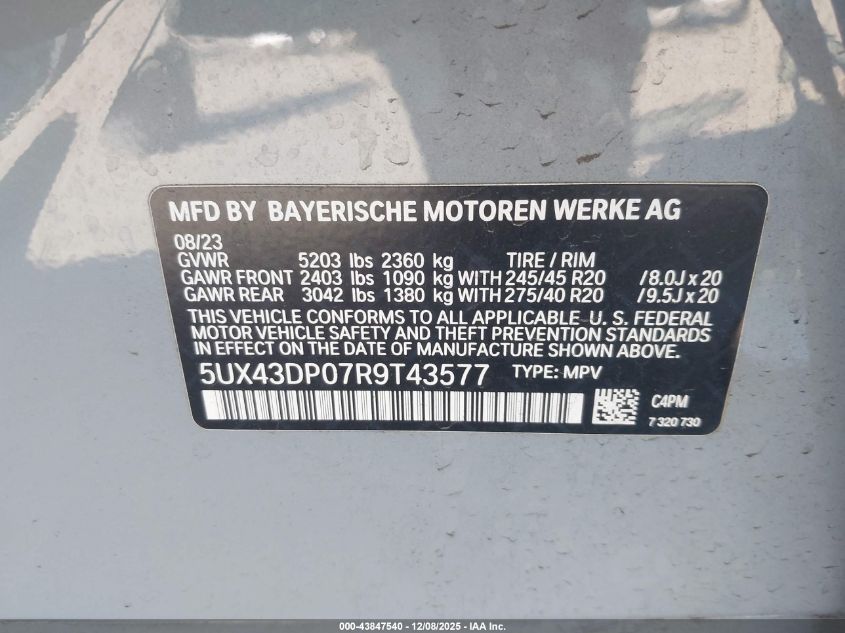 MFD BY BAYERISCHE MOTOREN WERKE AG
08/23
GVWR 5203 lbs 2360 kg TIRE / RIM
GAWR FRONT 2403 lbs 1090 kg WITH 245/45 R20 /8.0J x 20
GAWR REAR 3042 lbs 1380 kg WITH 275/40 R20 /9.5J x 20
THIS VEHICLE CONFORMS TO ALL APPLICABLE U. S. FEDERAL
MOTOR VEHICLE SAFETY AND THEFT PREVENTION STANDARDS
IN EFFECT ON THE DATE OF MANUFACTURE SHOWN ABOVE.
5UX43DP07R9T43577 TYPE: MPV
C4PM
7 320 730
000-43847540 - 12/08/2025 - IAA Inc.